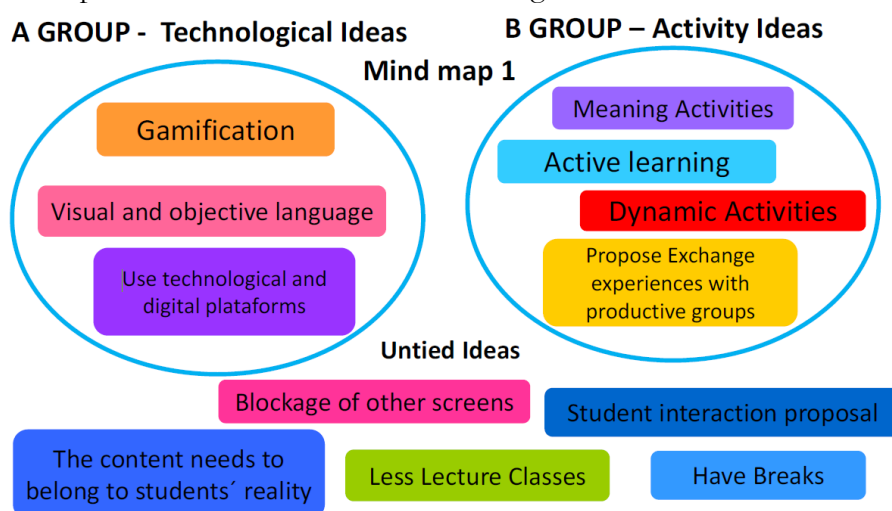 A GROUP - Technological Ideas
B GROUP – Activity Ideas
Mind map 1
Gamification
Visual and objective language
Use technological and
digital plataforms
Meaning Activities
Active learning
Dynamic Activities
Propose Exchange
experiences with
productive groups
Untied Ideas
Blockage of other screens
Student interaction proposal
The content needs to
belong to students´ reality
Less Lecture Classes
Have Breaks